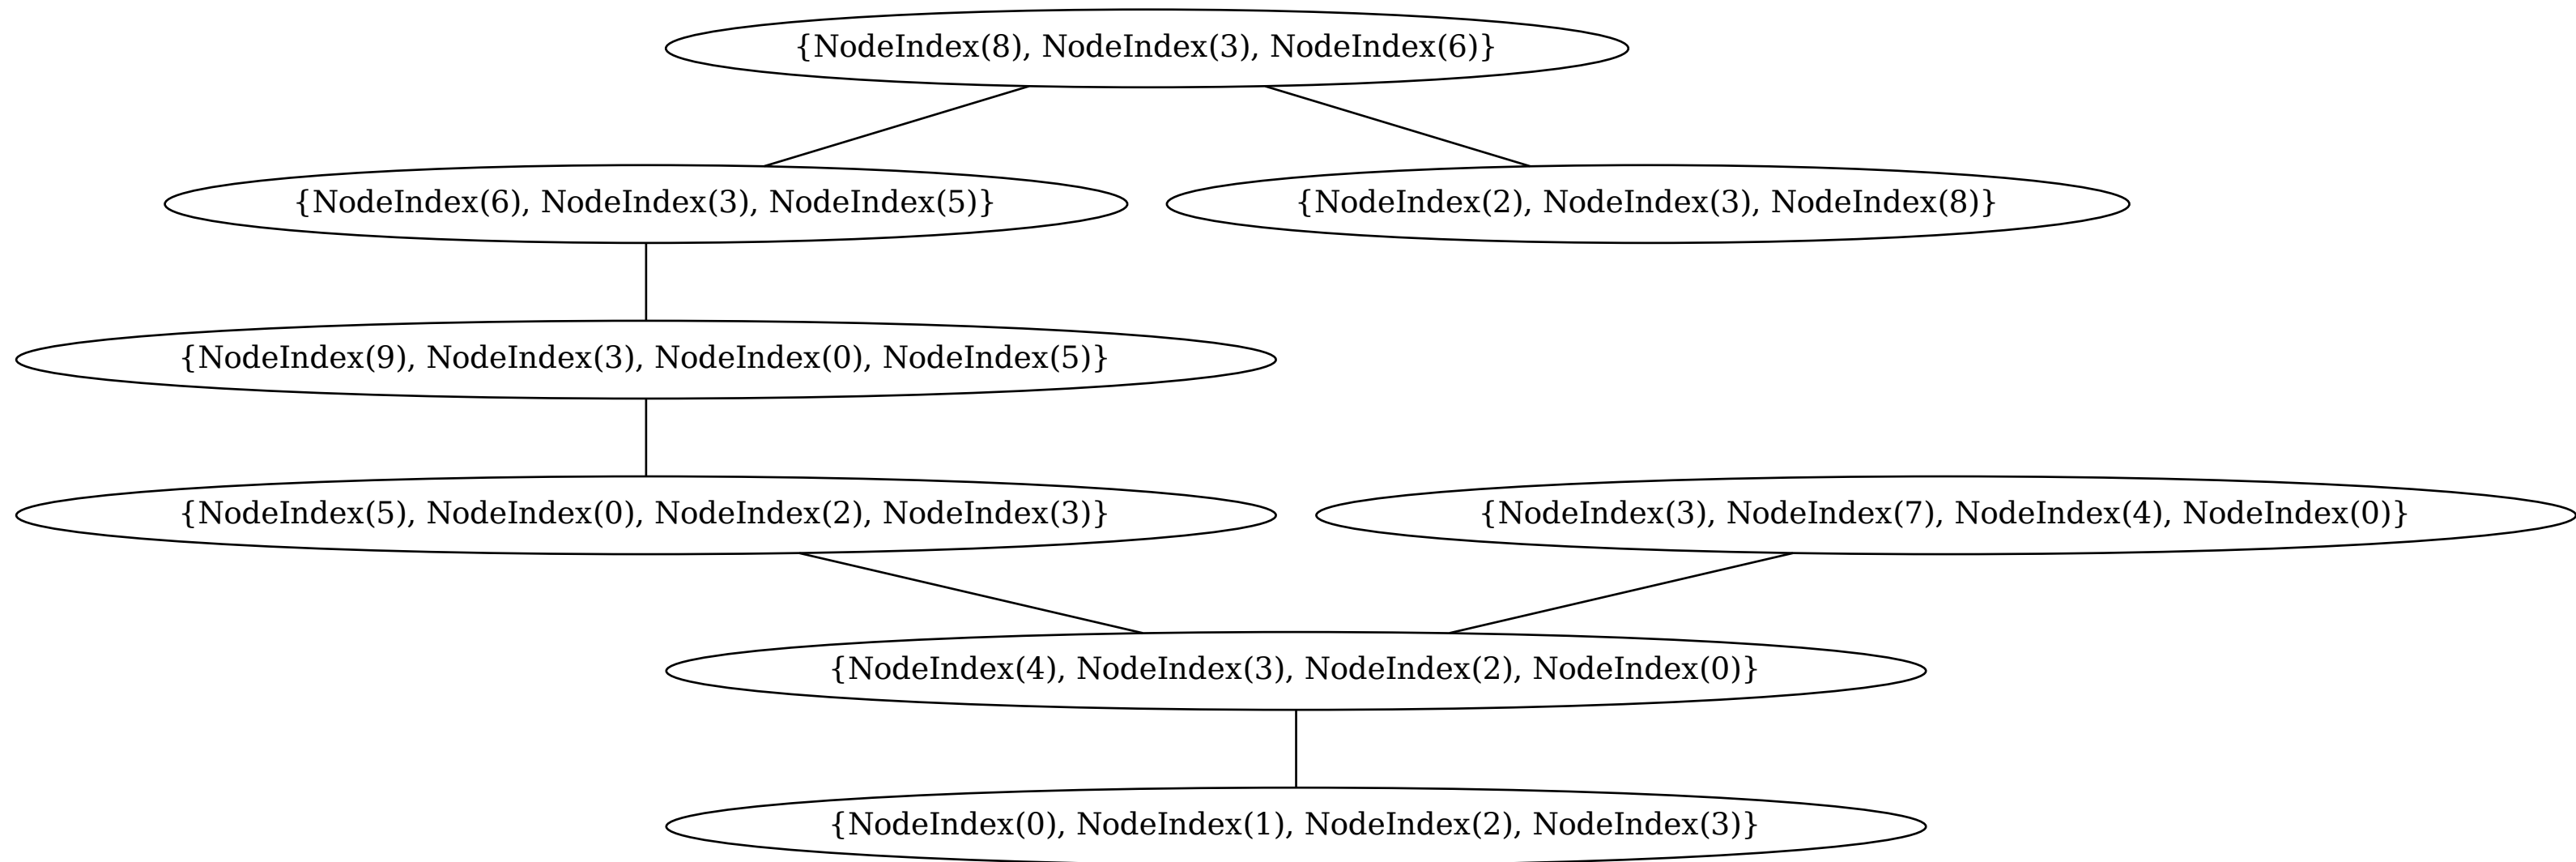 {NodeIndex(8), NodeIndex(3), NodeIndex(6)}
{NodeIndex(6), NodeIndex(3), NodeIndex(5)}
{NodeIndex(2), NodeIndex(3), NodeIndex(8)}
{NodeIndex(9), NodeIndex(3), NodeIndex(0), NodeIndex(5)}
{NodeIndex(5), NodeIndex(0), NodeIndex(2), NodeIndex(3)}
{NodeIndex(3), NodeIndex(7), NodeIndex(4), NodeIndex(0)}
{NodeIndex(4), NodeIndex(3), NodeIndex(2), NodeIndex(0)}
{NodeIndex(0), NodeIndex(1), NodeIndex(2), NodeIndex(3)}